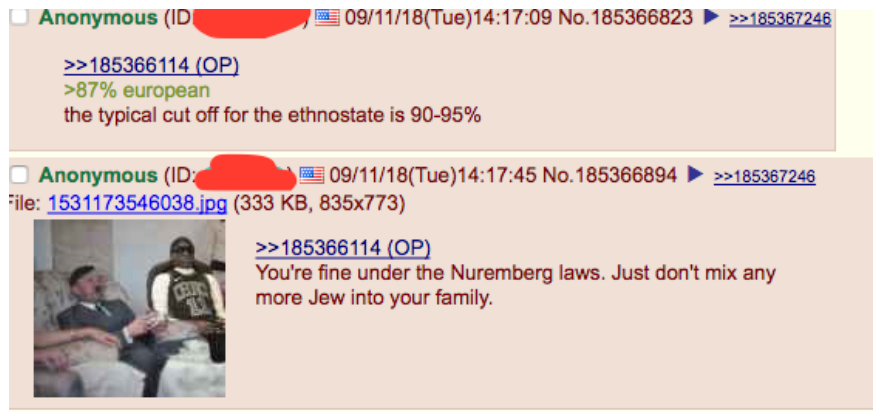 Anonymous (ID: ) 09/11/18(Tue)14:17:09 No.185366823 ▶ >>185367246
>>185366114 (OP)
>87% european
the typical cut off for the ethnostate is 90-95%
Anonymous (ID: ) 09/11/18(Tue)14:17:45 No.185366894 ▶ >>185367246
File: 1531173546038.jpg (333 KB, 835x773)
>>185366114 (OP)
You're fine under the Nuremberg laws. Just don't mix any
more Jew into your family.